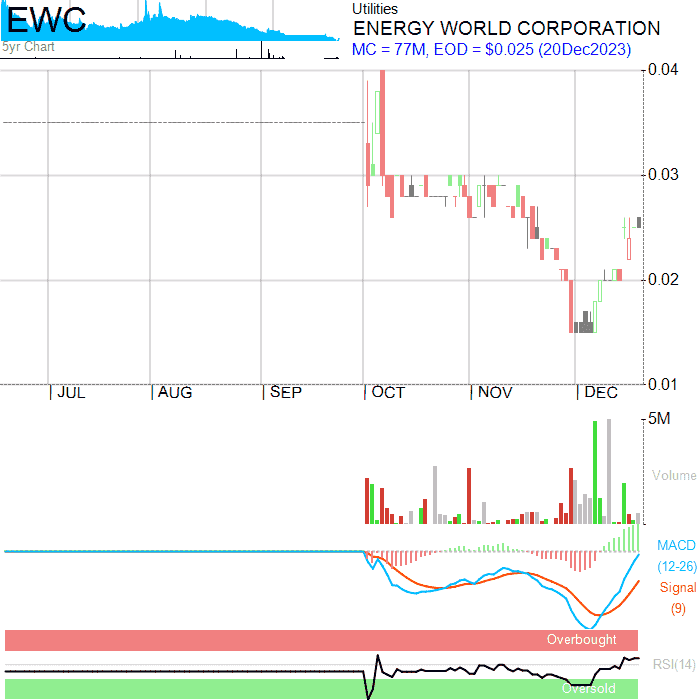 EWC
5yr Chart
Utilities
ENERGY WORLD CORPORATION
MC = 77M, EOD = $0.025 (20Dec2023)
0.04
0.03
0.02
0.01
JUL AUG SEP OCT NOV DEC
5M
Volume
MACD
(12-26)
Signal
(9)
Overbought
RSI(14)
Oversold